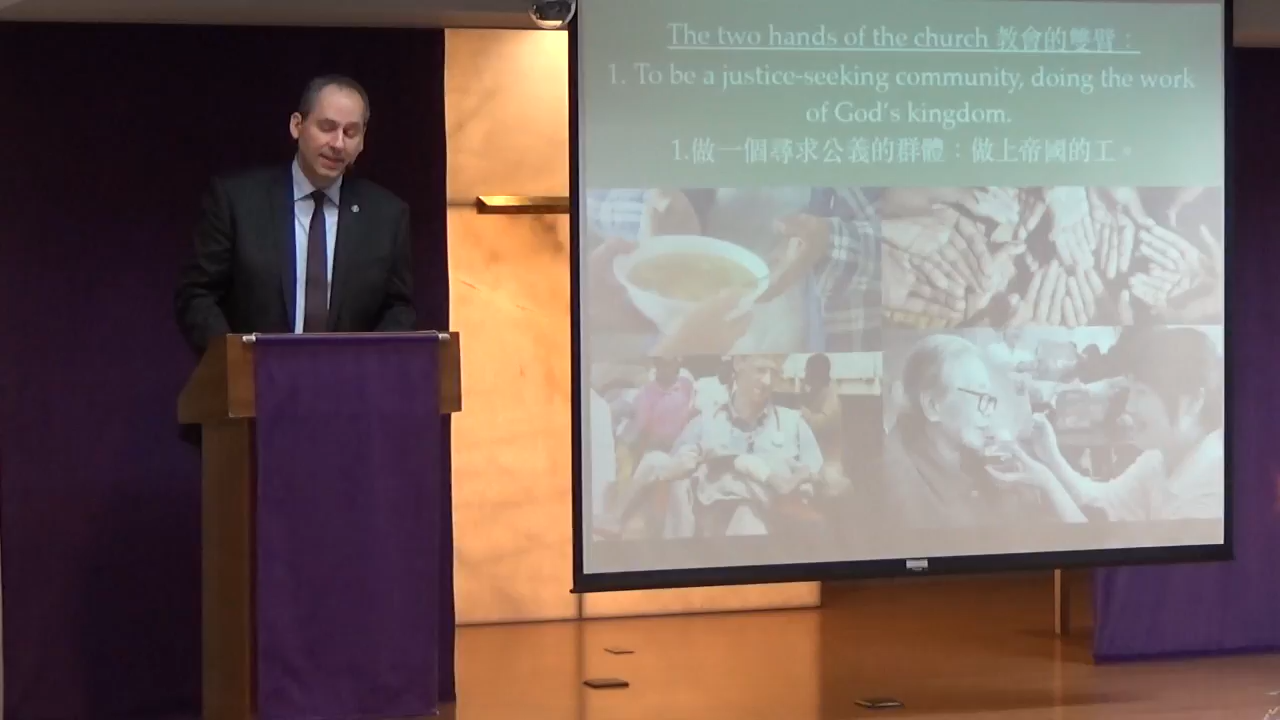 The two hands of the church 教會的雙臂：
1. To be a justice-seeking community, doing the work
of God's kingdom.
1.做一個尋求公義的群體：做上帝國的工。